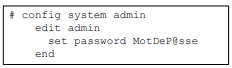 # config system admin
edit admin
set password MotDeP@sse
end